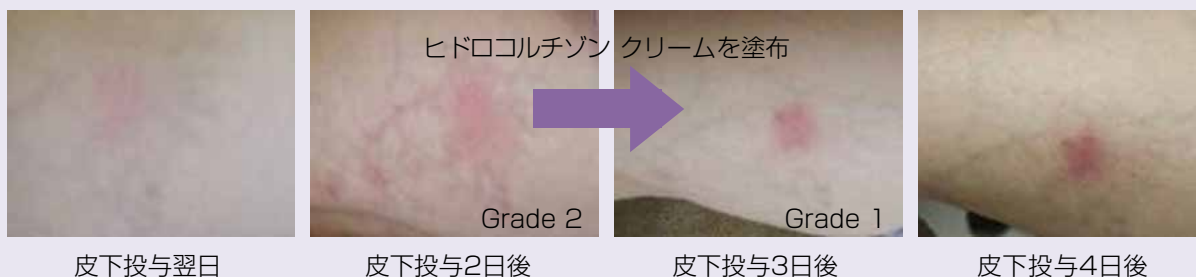 ヒドロコルチゾン クリームを塗布
Grade 2
Grade 1
皮下投与翌日
皮下投与2日後
皮下投与3日後
皮下投与4日後